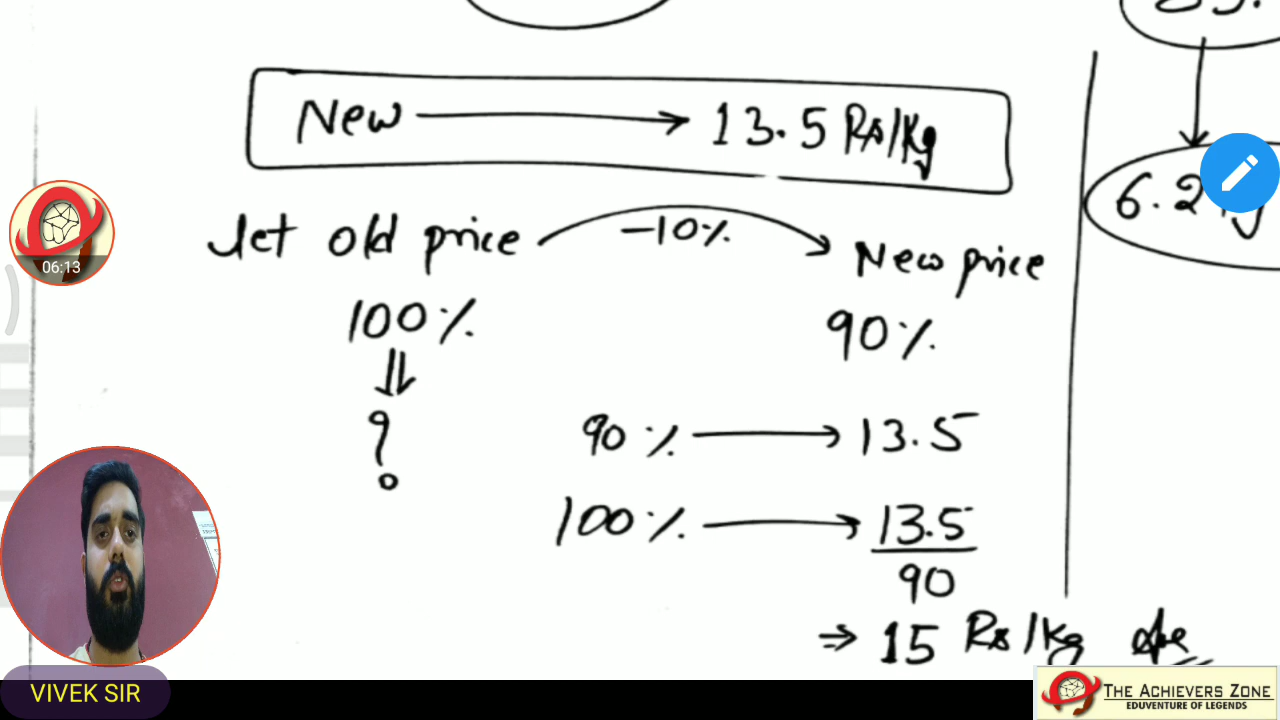 New → 13.5 Rs/Kg
let old price -10% New price
100% 90%
?
90% → 13.5
100% → 13.5
90
⇒ 15 Rs/Kg
6.2
06:13
VIVEK SIR
THE ACHIEVERS ZONE
EDUVENTURE OF LEGENDS